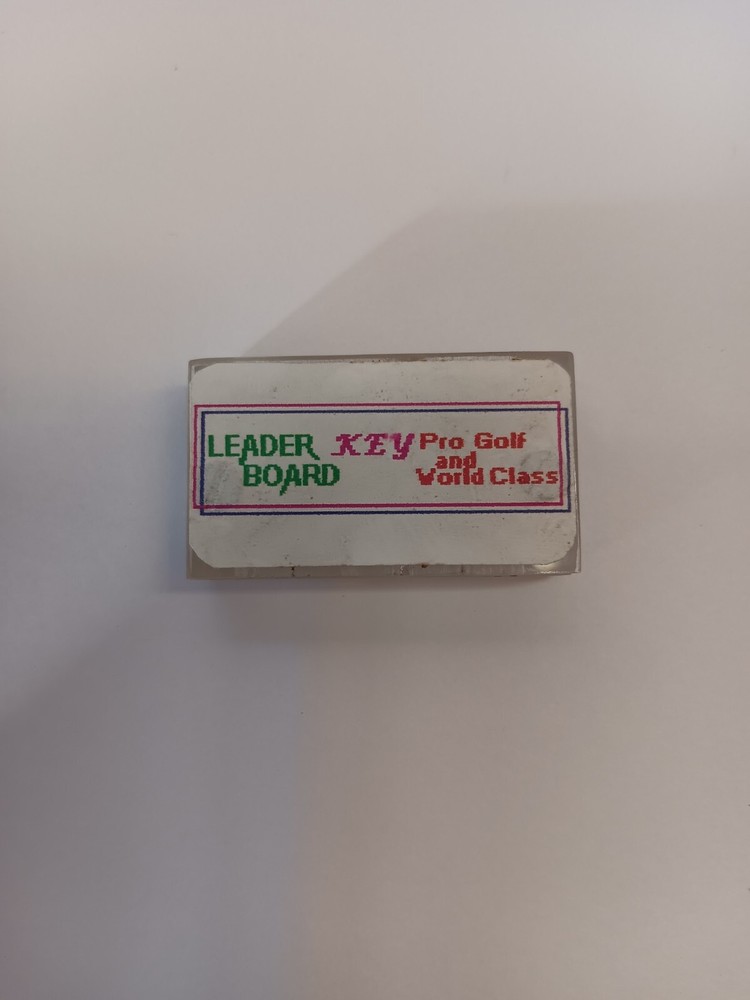 LEADER BOARD
KEY
Pro Golf
and
World Class